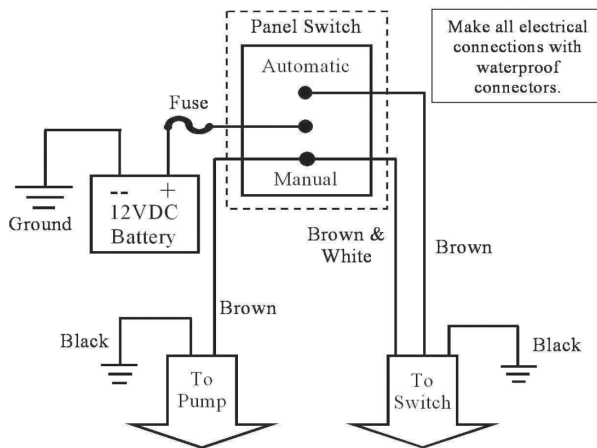 Panel Switch
Make all electrical
connections with
waterproof
connectors.
Automatic
Fuse
-- +
12VDC
Battery
Ground
Manual
Brown &
White
Brown
Brown
Black
Black
To
Pump
To
Switch